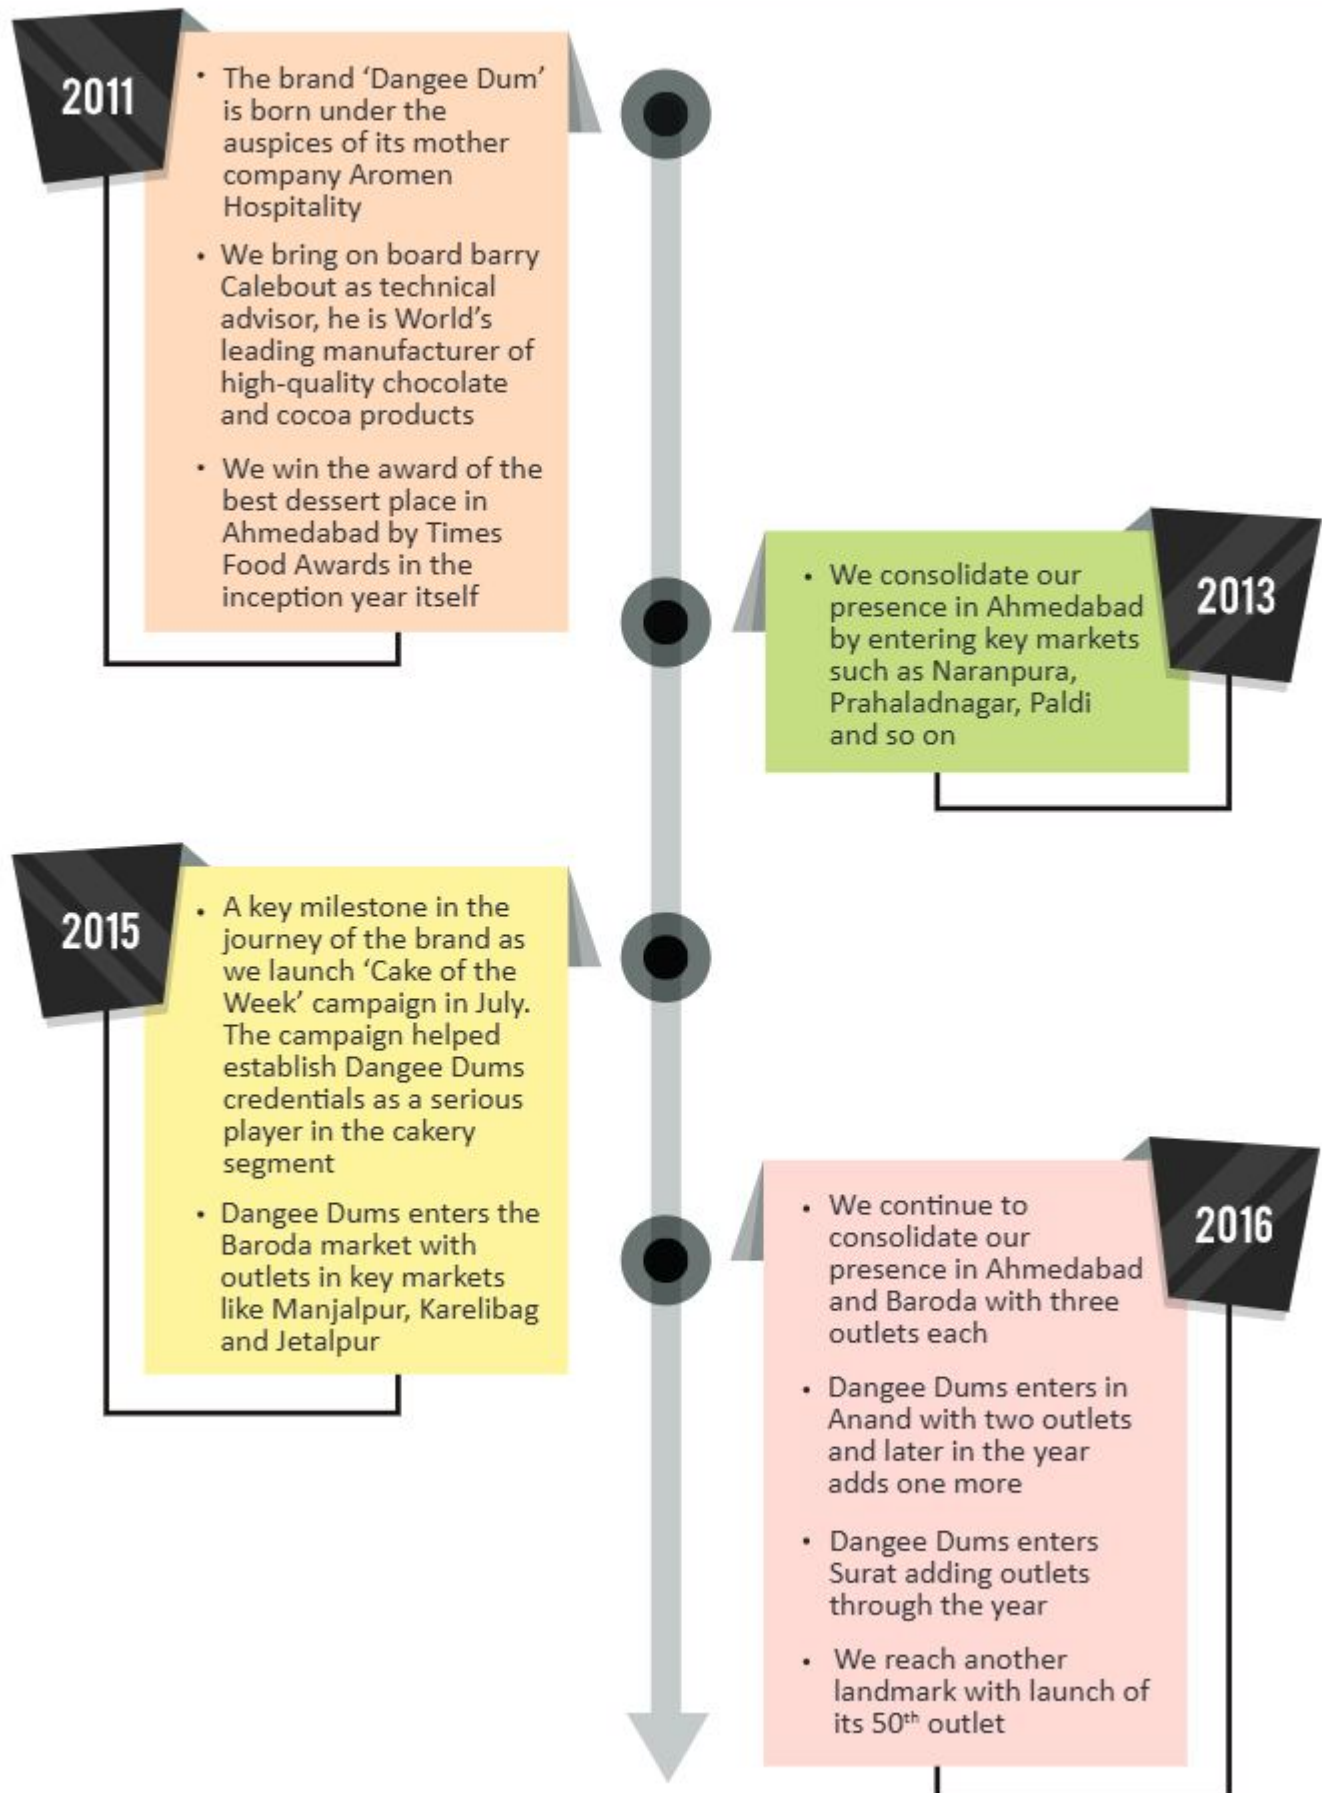 2011
• The brand ‘Dangee Dum’
is born under the
auspices of its mother
company Aromen
Hospitality
• We bring on board barry
Calebout as technical
advisor, he is World’s
leading manufacturer of
high-quality chocolate
and cocoa products
• We win the award of the
best dessert place in
Ahmedabad by Times
Food Awards in the
inception year itself
2013
• We consolidate our
presence in Ahmedabad
by entering key markets
such as Naranpura,
Prahaladnagar, Paldi
and so on
2015
• A key milestone in the
journey of the brand as
we launch ‘Cake of the
Week’ campaign in July.
The campaign helped
establish Dangee Dums
credentials as a serious
player in the cakery
segment
• Dangee Dums enters the
Baroda market with
outlets in key markets
like Manjalpur, Karelibag
and Jetalpur
2016
• We continue to
consolidate our
presence in Ahmedabad
and Baroda with three
outlets each
• Dangee Dums enters in
Anand with two outlets
and later in the year
adds one more
• Dangee Dums enters
Surat adding outlets
through the year
• We reach another
landmark with launch of
its 50th outlet